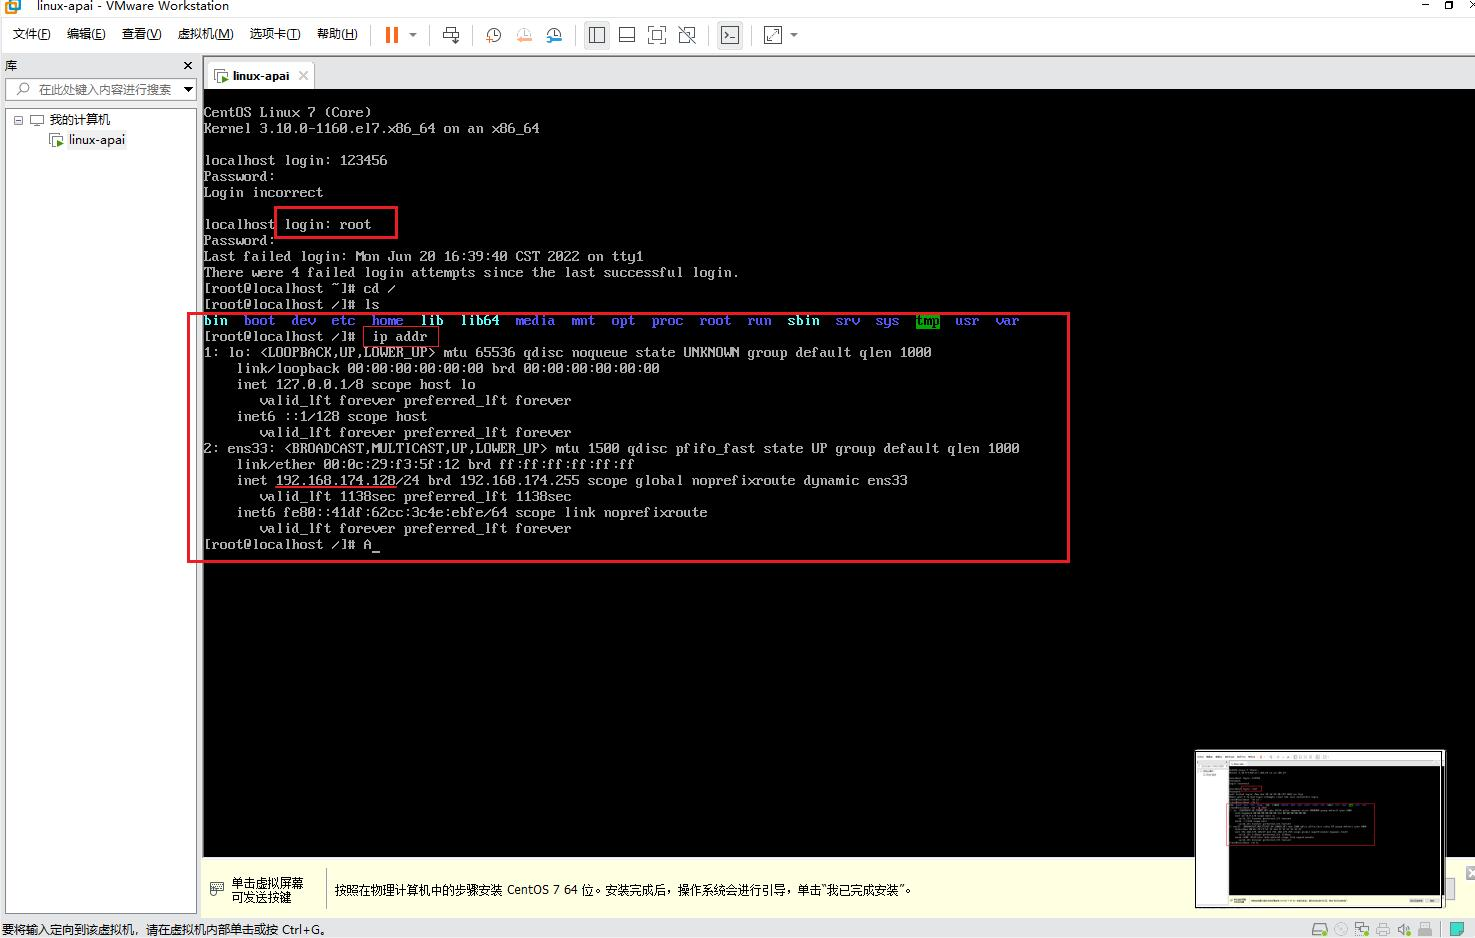 linux-apai - VMware Workstation
文件(F) 编辑(E) 查看(V) 虚拟机(M) 选项卡(T) 帮助(H)
库
在此处键入内容进行搜索
我的计算机
linux-apai
linux-apai
CentOS Linux 7 (Core)
Kernel 3.10.0-1160.el7.x86_64 on an x86_64
localhost login: 123456
Password:
Login incorrect
localhost login: root
Password:
Last failed login: Mon Jun 20 16:39:40 CST 2022 on tty1
There were 4 failed login attempts since the last successful login.
[root@localhost ~]# cd /
[root@localhost /]# ls
bin boot dev etc home lib lib64 media mnt opt proc root run sbin srv sys tmp usr var
[root@localhost /]# ip addr
1: lo: <LOOPBACK,UP,LOWER_UP> mtu 65536 qdisc noqueue state UNKNOWN group default qlen 1000
link/loopback 00:00:00:00:00:00 brd 00:00:00:00:00:00
inet 127.0.0.1/8 scope host lo
valid_lft forever preferred_lft forever
inet6 ::1/128 scope host
valid_lft forever preferred_lft forever
2: ens33: <BROADCAST,MULTICAST,UP,LOWER_UP> mtu 1500 qdisc pfifo_fast state UP group default qlen 1000
link/ether 00:0c:29:f3:5f:12 brd ff:ff:ff:ff:ff:ff
inet 192.168.174.128/24 brd 192.168.174.255 scope global noprefixroute dynamic ens33
valid_lft 1138sec preferred_lft 1138sec
inet6 fe80::41df:62cc:3c4e:ebfe/64 scope link noprefixroute
valid_lft forever preferred_lft forever
[root@localhost /]# A_
单击虚拟屏幕
可发送按键
按照在物理计算机中的步骤安装 CentOS 7 64 位。安装完成后，操作系统会进行引导，单击“我已完成安装”。
要将输入定向到该虚拟机，请在虚拟机内部单击或按 Ctrl+G。